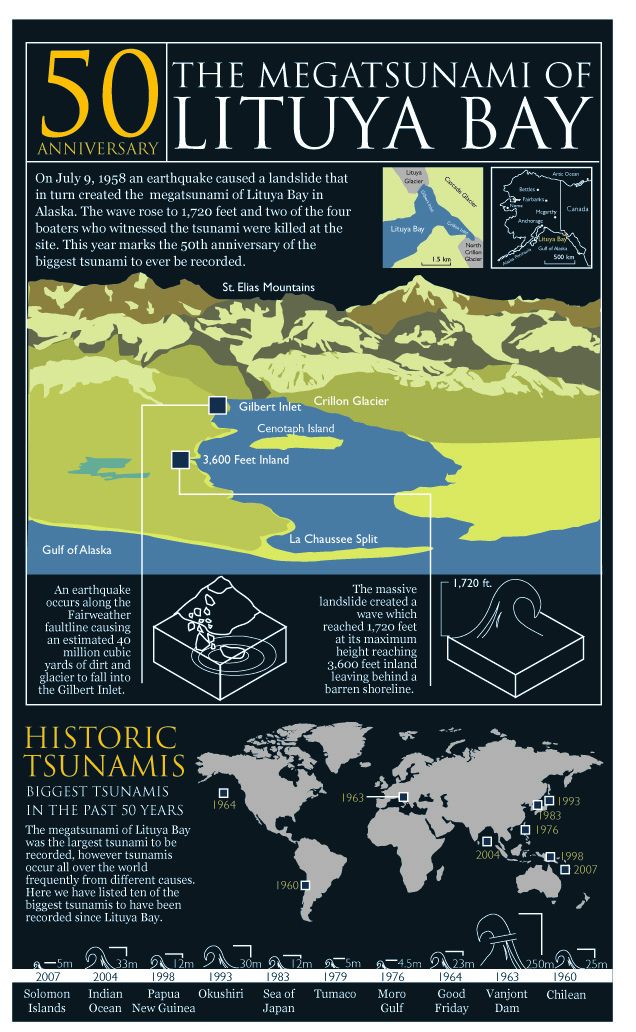 50
ANNIVERSARY
THE MEGATSUNAMI OF
LITUYA BAY
On July 9, 1958 an earthquake caused a landslide that
in turn created the megatsunami of Lituya Bay in
Alaska. The wave rose to 1,720 feet and two of the four
boaters who witnessed the tsunami were killed at the
site. This year marks the 50th anniversary of the
biggest tsunami to ever be recorded.
Lituya
Glacier
Cascade Glacier
Gilbert Inlet
Crillon Inlet
Lituya Bay
North
Crillon
Glacier
1.5 km
Arctic Ocean
Bettles
Fairbanks
Nome
Mcgerthy
Canada
Anchorage
Lituya Bay
Gulf of Alaska
Alaska Peninsula
500 km
St. Elias Mountains
Gilbert Inlet
Crillon Glacier
Cenotaph Island
3,600 Feet Inland
La Chaussee Split
Gulf of Alaska
An earthquake
occurs along the
Fairweather
faultline causing
an estimated 40
million cubic
yards of dirt and
glacier to fall into
the Gilbert Inlet.
The massive
landslide created a
wave which
reached 1,720 feet
at its maximum
height reaching
3,600 feet inland
leaving behind a
barren shoreline.
1,720 ft.
HISTORIC
TSUNAMIS
BIGGEST TSUNAMIS
IN THE PAST 50 YEARS
The megatsunami of Lituya Bay
was the largest tsunami to be
recorded, however tsunamis
occur all over the world
frequently from different causes.
Here we have listed ten of the
biggest tsunamis to have been
recorded since Lituya Bay.
1964
1963
1993
1983
1976
2004
1998
2007
1960
5m
33m
12m
30m
12m
5m
4.5m
23m
250m
25m
2007
2004
1998
1993
1983
1979
1976
1964
1963
1960
Solomon
Islands
Indian
Ocean
Papua
New Guinea
Okushiri
Sea of
Japan
Tumaco
Moro
Gulf
Good
Friday
Vanjont
Dam
Chilean